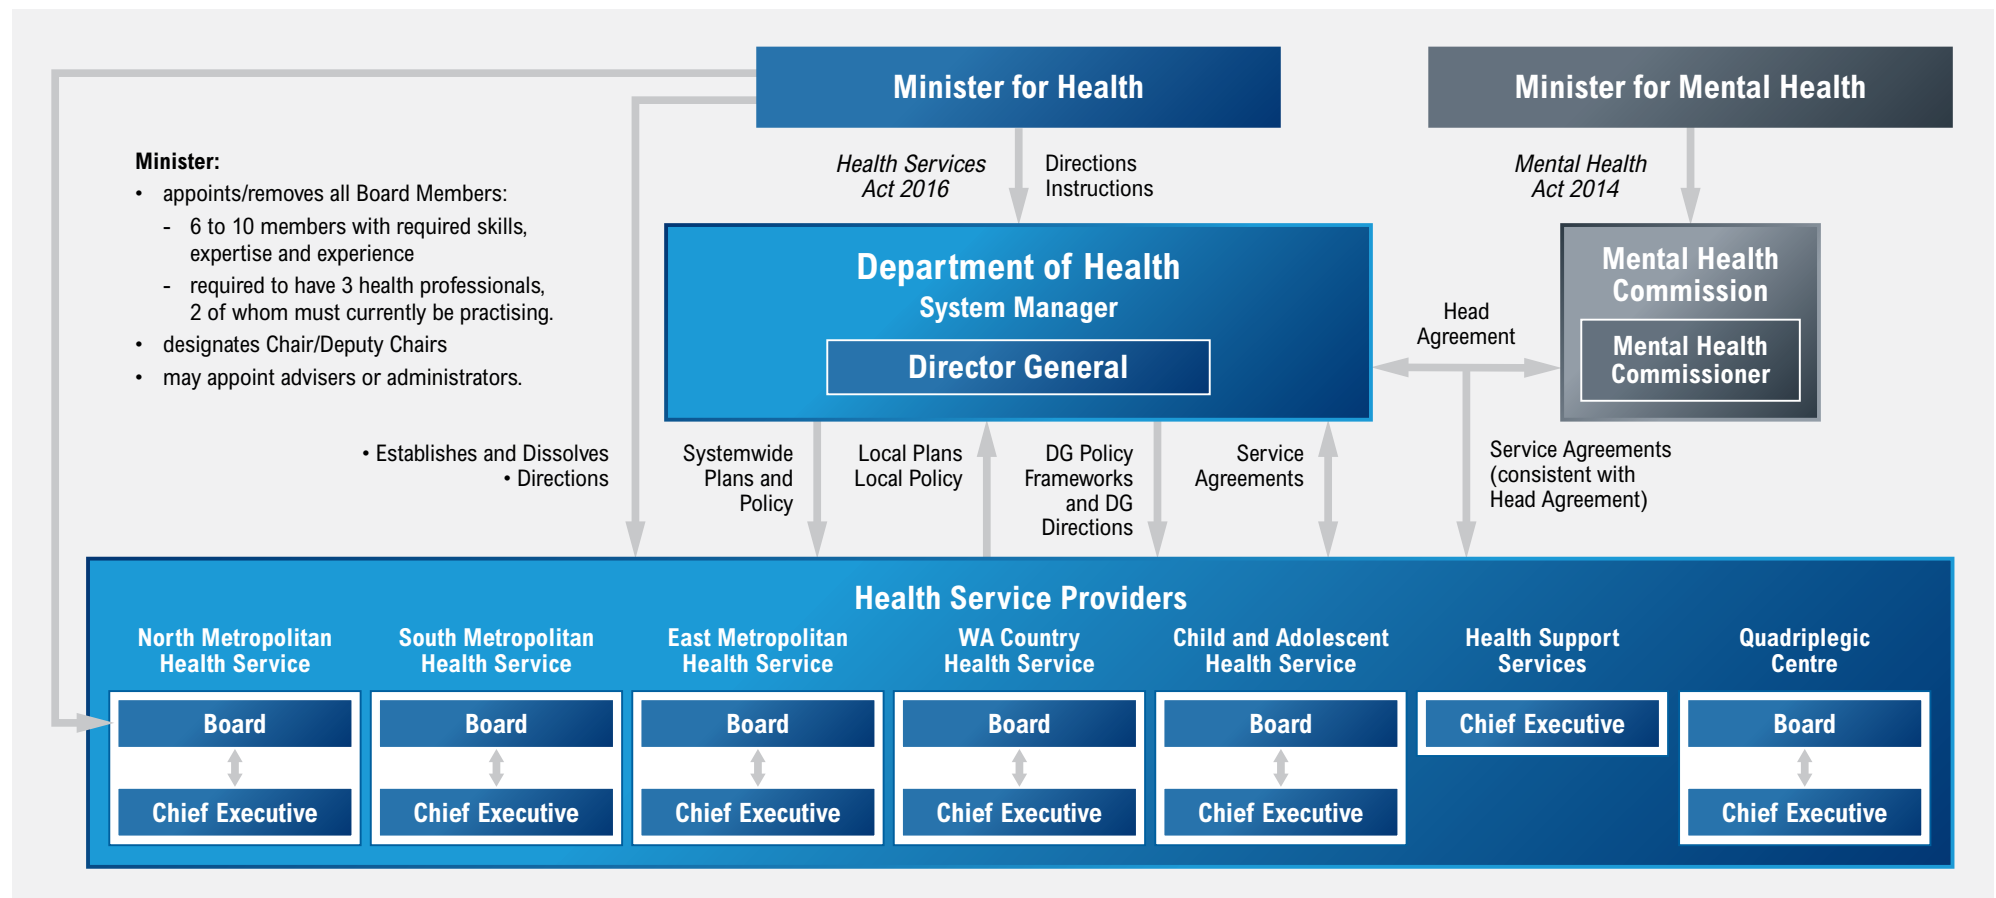 Minister for Health
Minister for Mental Health
Minister:
• appoints/removes all Board Members:
- 6 to 10 members with required skills,
expertise and experience
- required to have 3 health professionals,
2 of whom must currently be practising.
• designates Chair/Deputy Chairs
• may appoint advisers or administrators.
Health Services
Act 2016
Directions
Instructions
Mental Health
Act 2014
Department of Health
System Manager
Director General
Head
Agreement
Mental Health
Commission
Mental Health
Commissioner
• Establishes and Dissolves
• Directions
Systemwide
Plans and
Policy
Local Plans
Local Policy
DG Policy
Frameworks
and DG
Directions
Service
Agreements
Service Agreements
(consistent with
Head Agreement)
Health Service Providers
North Metropolitan
Health Service
Board
Chief Executive
South Metropolitan
Health Service
Board
Chief Executive
East Metropolitan
Health Service
Board
Chief Executive
WA Country
Health Service
Board
Chief Executive
Child and Adolescent
Health Service
Board
Chief Executive
Health Support
Services
Chief Executive
Quadriplegic
Centre
Board
Chief Executive